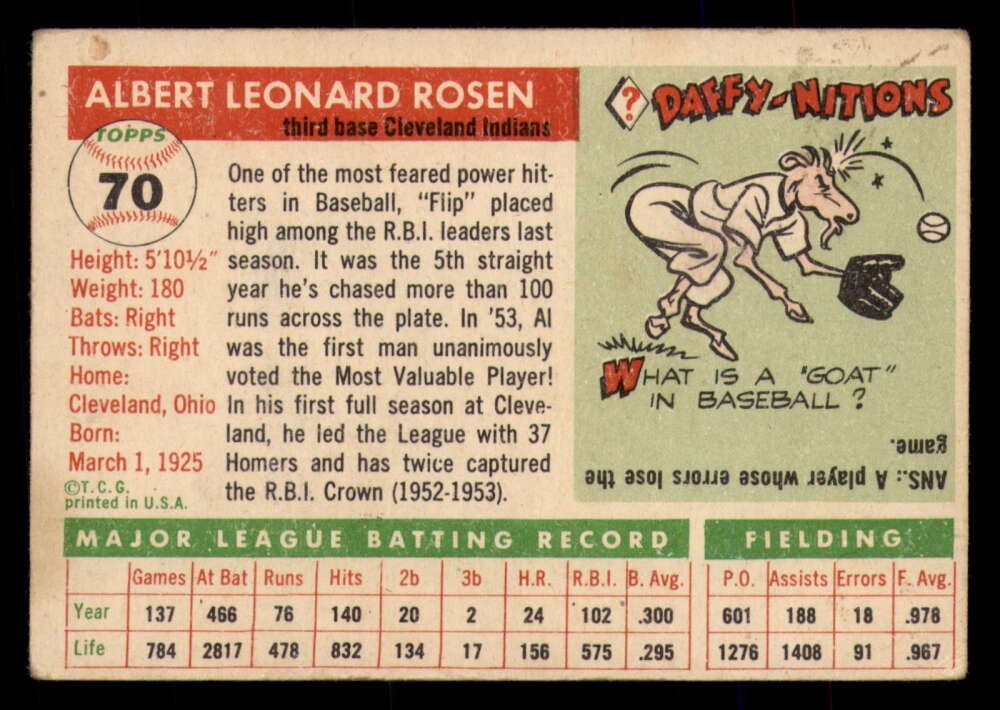 ALBERT LEONARD ROSEN
third base Cleveland Indians
TOPPS
70
Height: 5'10½"
Weight: 180
Bats: Right
Throws: Right
Home:
Cleveland, Ohio
Born:
March 1, 1925
©T.C.G.
printed in U.S.A.
One of the most feared power hit-
ters in Baseball, "Flip" placed
high among the R.B.I. leaders last
season. It was the 5th straight
year he's chased more than 100
runs across the plate. In '53, Al
was the first man unanimously
voted the Most Valuable Player!
In his first full season at Cleve-
land, he led the League with 37
Homers and has twice captured
the R.B.I. Crown (1952-1953).
? DAFFY-NITIONS
WHAT IS A "GOAT"
IN BASEBALL?
ANS.: A player whose errors lose the
game.
MAJOR LEAGUE BATTING RECORD FIELDING
Games At Bat Runs Hits 2b 3b H.R. R.B.I. B. Avg. P.O. Assists Errors F. Avg.
Year 137 466 76 140 20 2 24 102 .300 601 188 18 .978
Life 784 2817 478 832 134 17 156 575 .295 1276 1408 91 .967